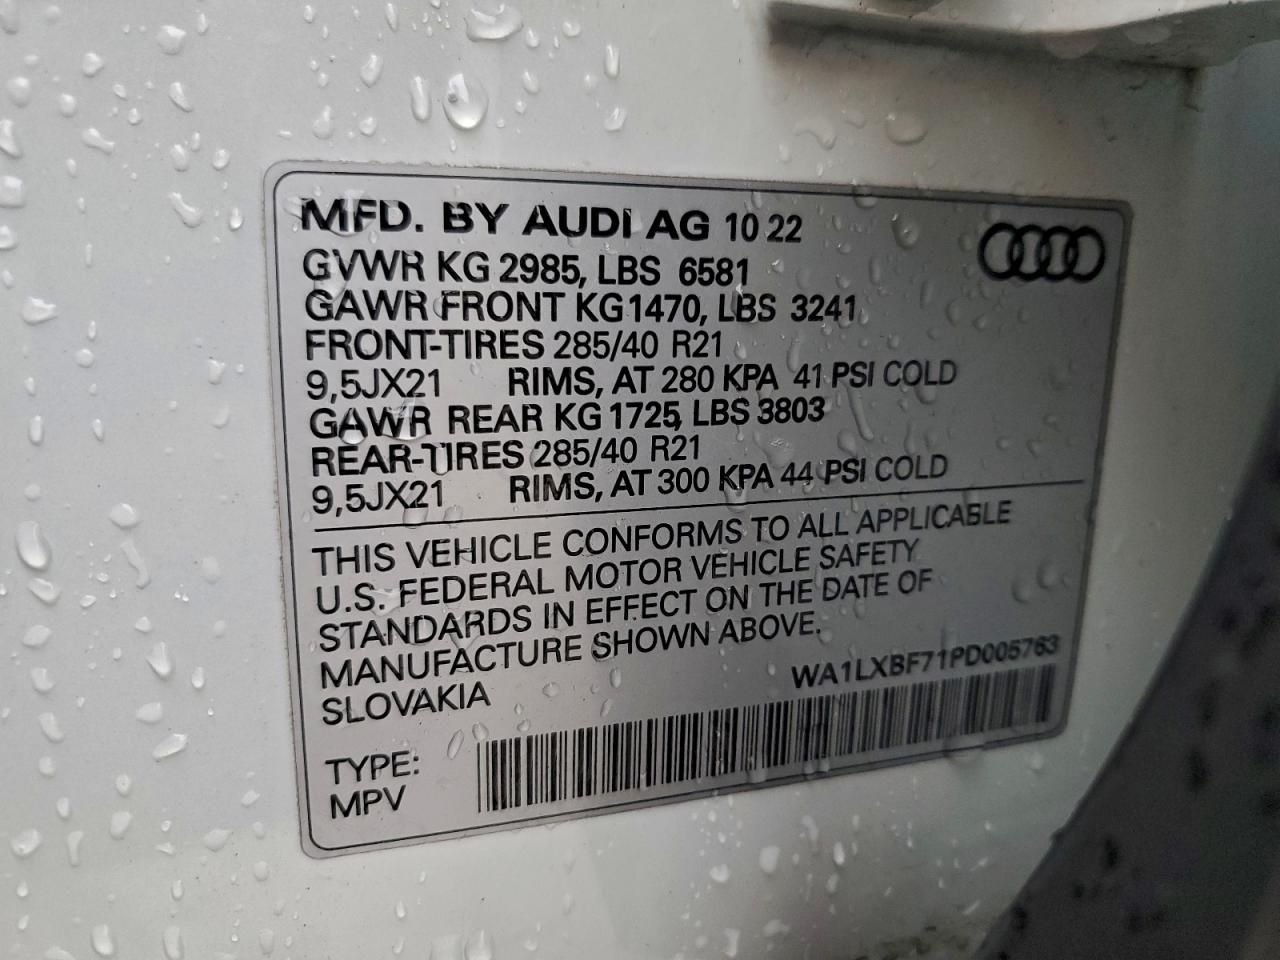 MFD. BY AUDI AG 10 22
GVWR KG 2985, LBS 6581
GAWR FRONT KG1470, LBS 3241
FRONT-TIRES 285/40 R21
9,5JX21 RIMS, AT 280 KPA 41 PSI COLD
GAWR REAR KG 1725, LBS 3803
REAR-TIRES 285/40 R21
9,5JX21 RIMS, AT 300 KPA 44 PSI COLD
THIS VEHICLE CONFORMS TO ALL APPLICABLE
U.S. FEDERAL MOTOR VEHICLE SAFETY
STANDARDS IN EFFECT ON THE DATE OF
MANUFACTURE SHOWN ABOVE.
SLOVAKIA
WA1LXBF71PD005763
TYPE:
MPV